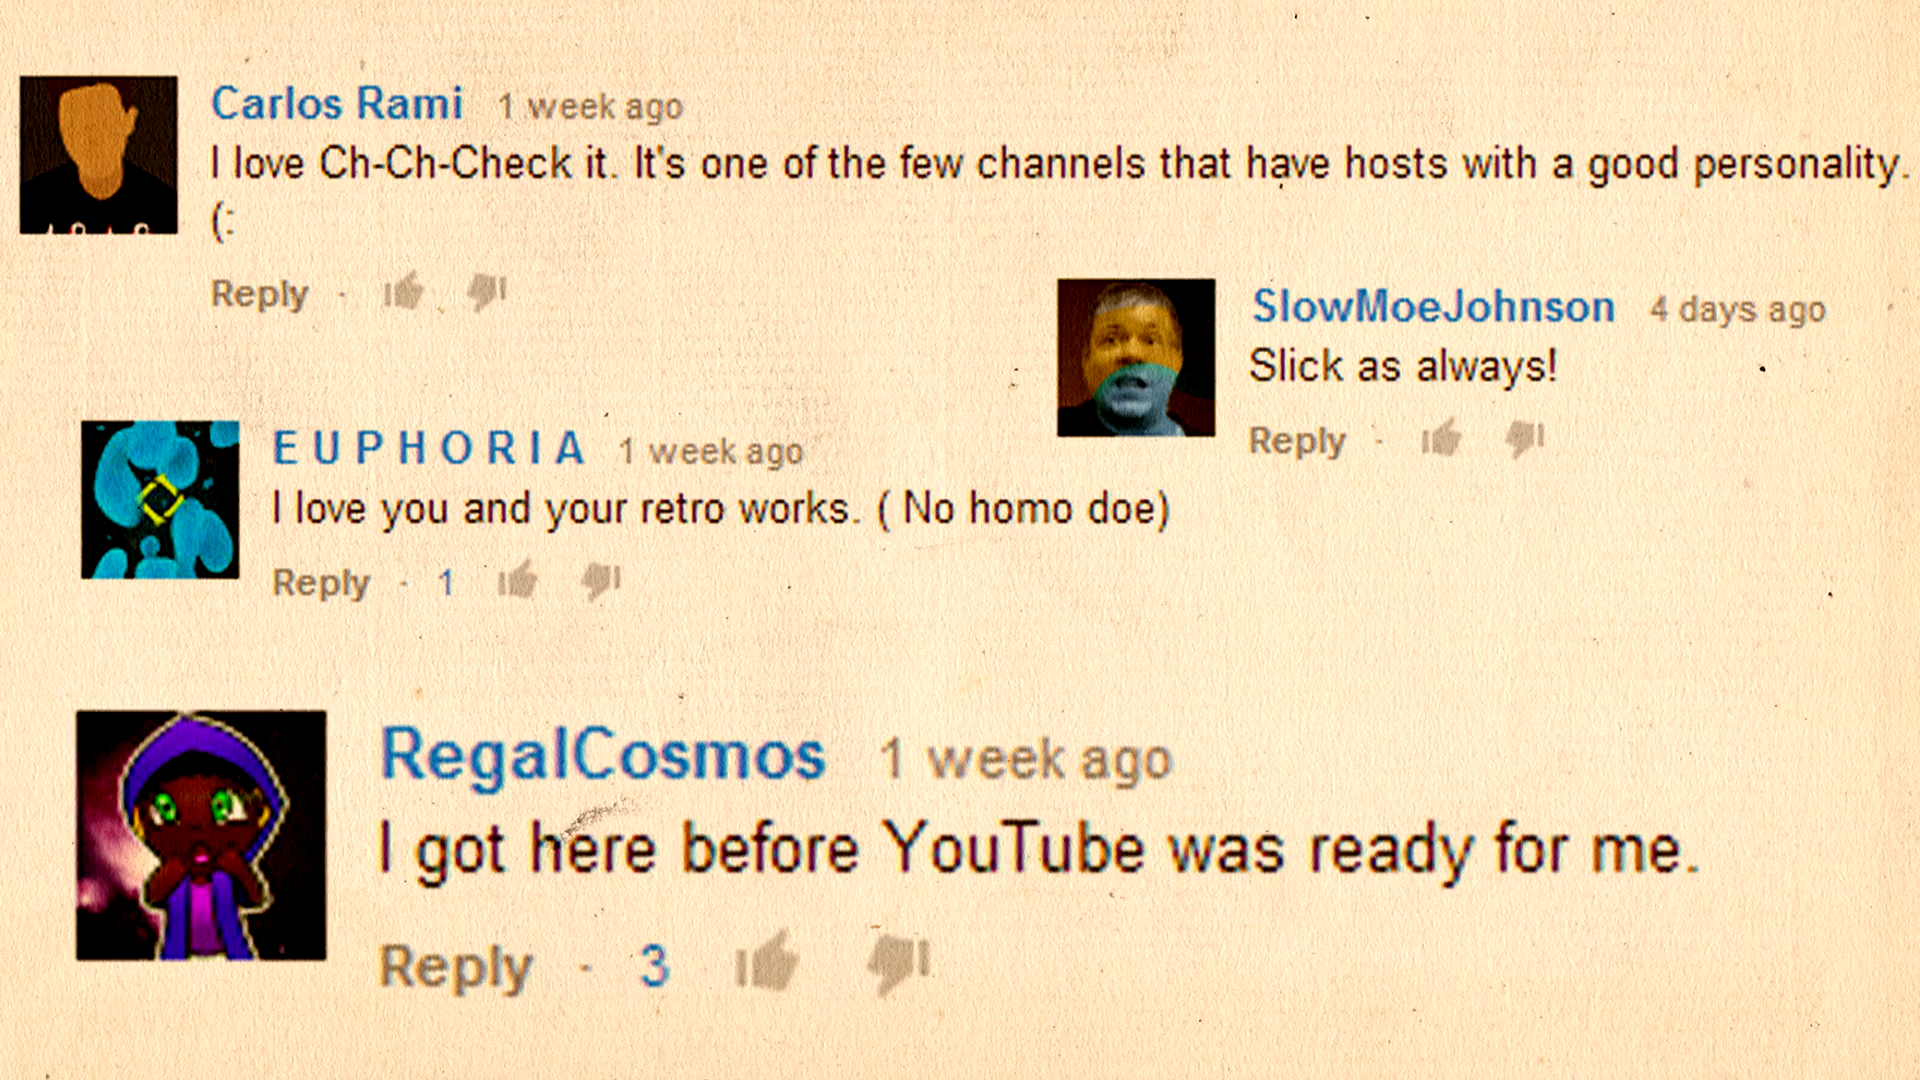 Carlos Rami 1 week ago
I love Ch-Ch-Check it. It's one of the few channels that have hosts with a good personality.
(:
Reply ·
SlowMoeJohnson 4 days ago
Slick as always!
Reply ·
E U P H O R I A 1 week ago
I love you and your retro works. ( No homo doe)
Reply · 1
RegalCosmos 1 week ago
I got here before YouTube was ready for me.
Reply · 3